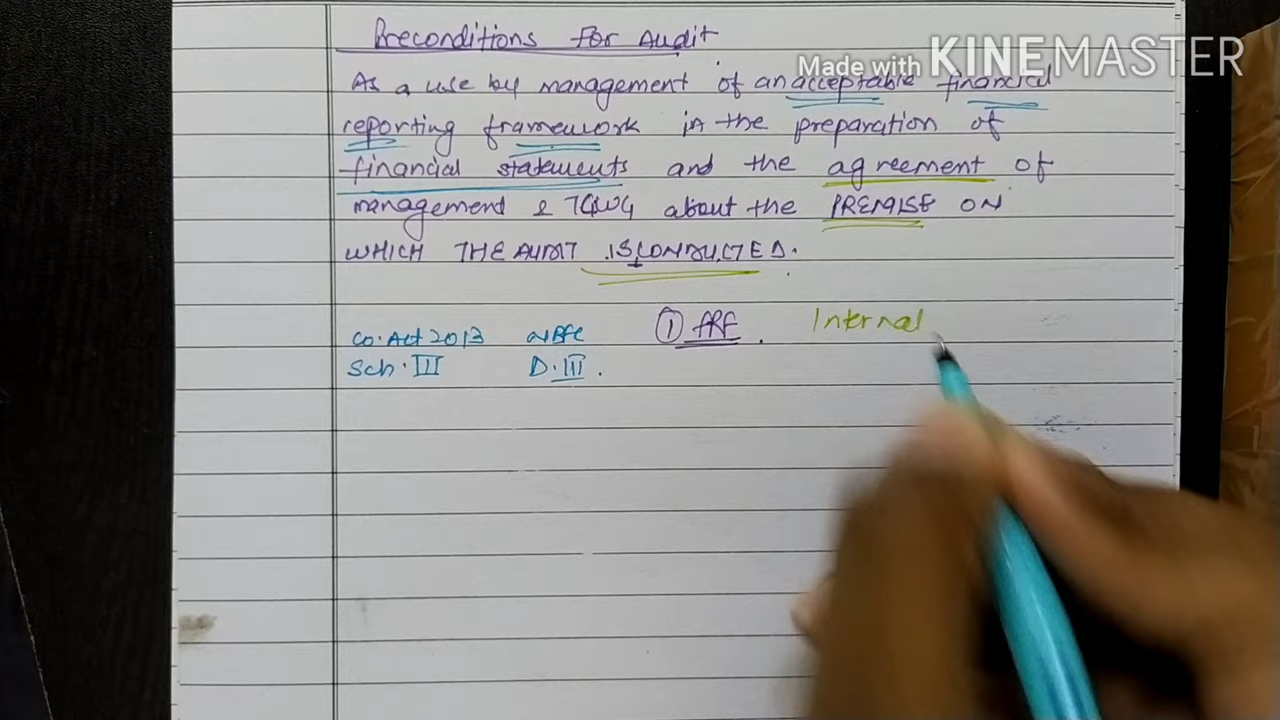 Preconditions For Audit
Made with KINEMASTER
As a use by management of an acceptable financial
reporting framework in the preparation of
financial statements and the agreement of
management & TCWG about the PREMISE ON
WHICH THE AUDIT IS CONDUCTED.
① FRF. Internal
Co. Act 2013 NBFC
Sch. III D. III.